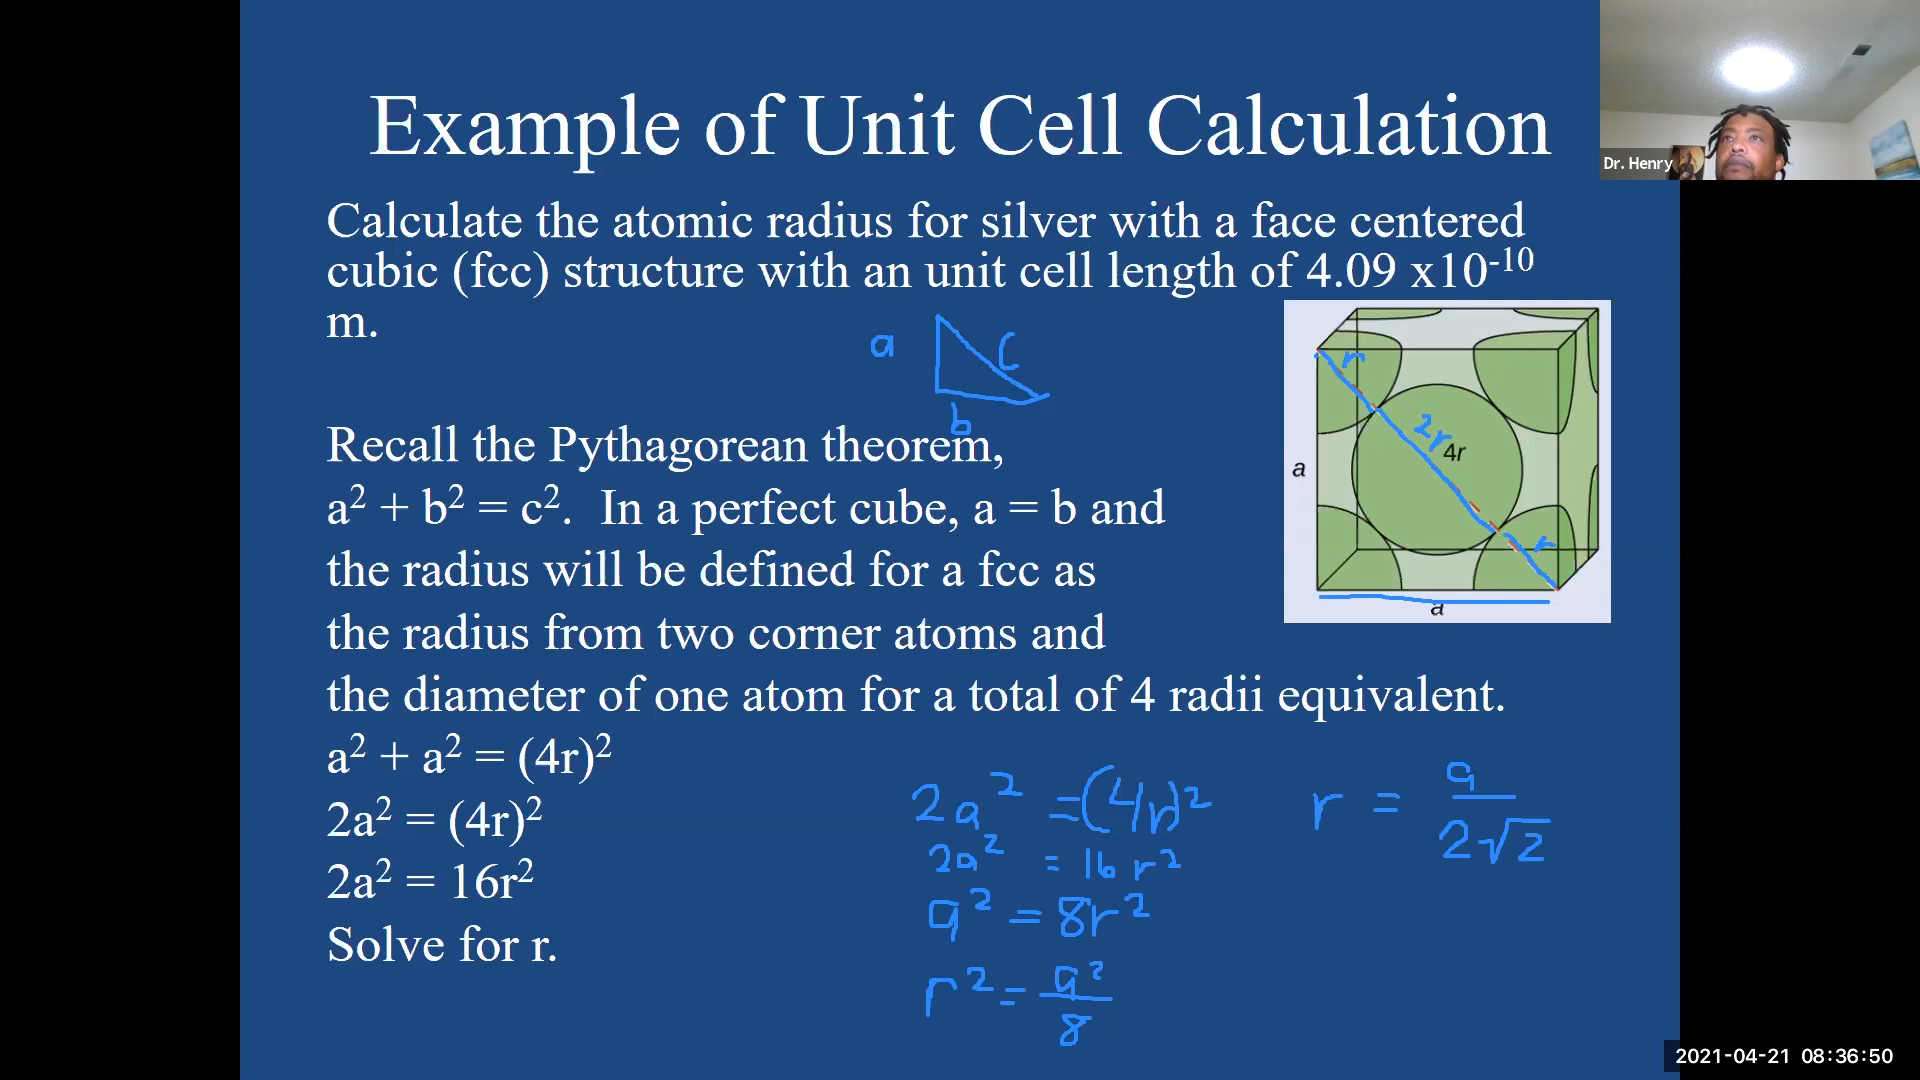 Example of Unit Cell Calculation
Dr. Henry
Calculate the atomic radius for silver with a face centered
cubic (fcc) structure with an unit cell length of 4.09 x10⁻¹⁰
m.
a
C
b
r
2r
4r
a
r
a
Recall the Pythagorean theorem,
a² + b² = c². In a perfect cube, a = b and
the radius will be defined for a fcc as
the radius from two corner atoms and
the diameter of one atom for a total of 4 radii equivalent.
a² + a² = (4r)²
2a² = (4r)²
2a² = 16r²
Solve for r.
2a² = (4r)²
2a² = 16 r²
a² = 8r²
r² = a²/8
r = a/2√2
2021-04-21 08:36:50